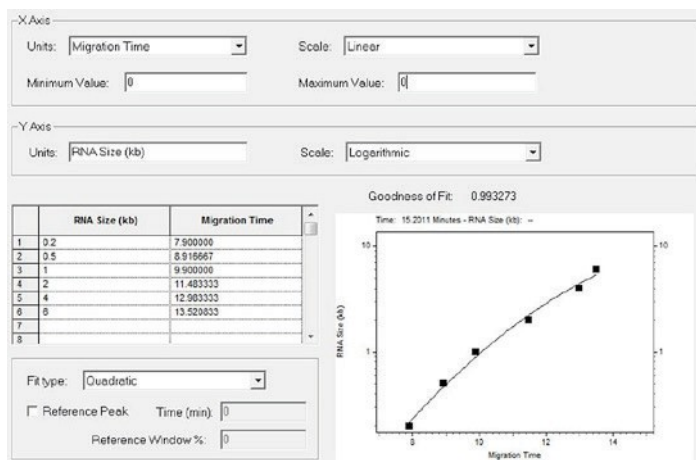 X Axis
Units: Migration Time Scale: Linear
Minimum Value: 0 Maximum Value: 0
Y Axis
Units: RNA Size (kb) Scale: Logarithmic
Goodness of Fit: 0.993273
Time: 15.2011 Minutes - RNA Size (kb): --
RNA Size (kb) Migration Time
1 0.2 7.900000
2 0.5 8.916667
3 1 9.900000
4 2 11.483333
5 4 12.983333
6 6 13.520833
7
8
Fit type: Quadratic
Reference Peak Time (min): 0
Reference Window %: 0
10 10
RNA Size (kb)
1 1
8 10 12 14
Migration Time